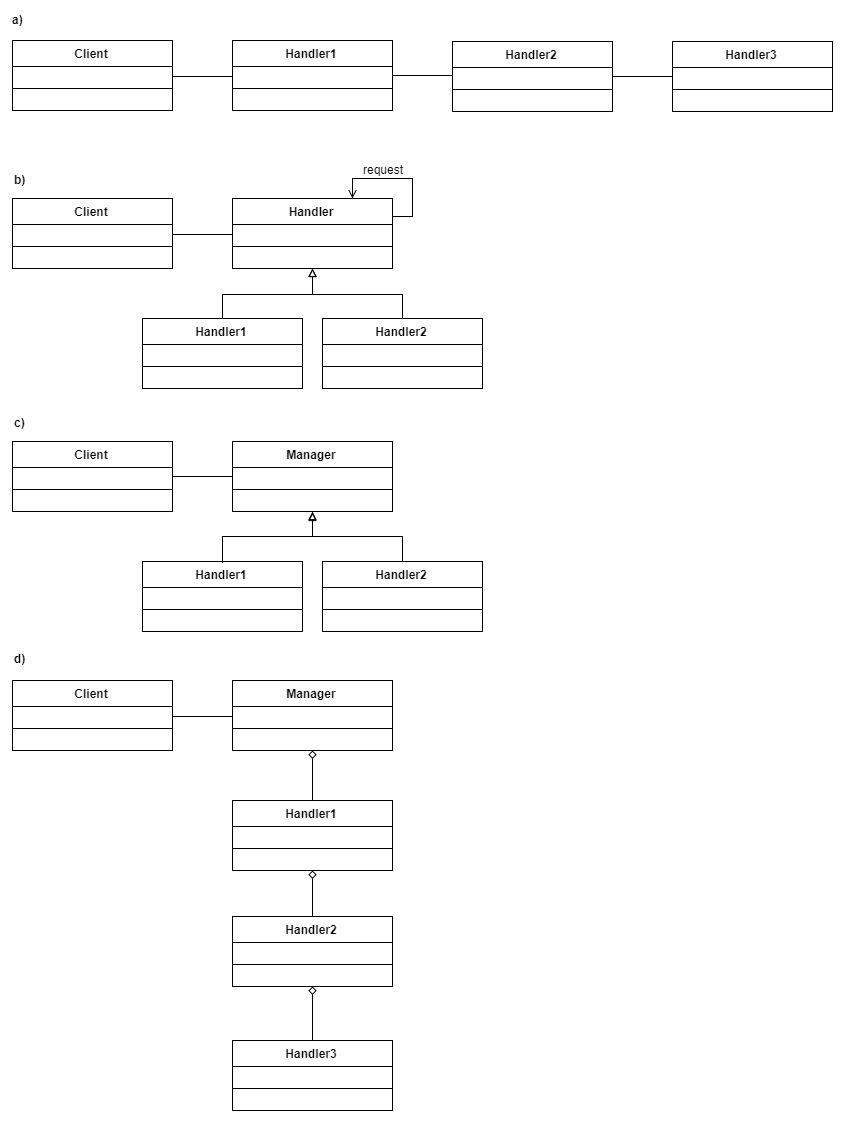 a)
Client
Handler1
Handler2
Handler3
request
b)
Client
Handler
Handler1
Handler2
c)
Client
Manager
Handler1
Handler2
d)
Client
Manager
Handler1
Handler2
Handler3